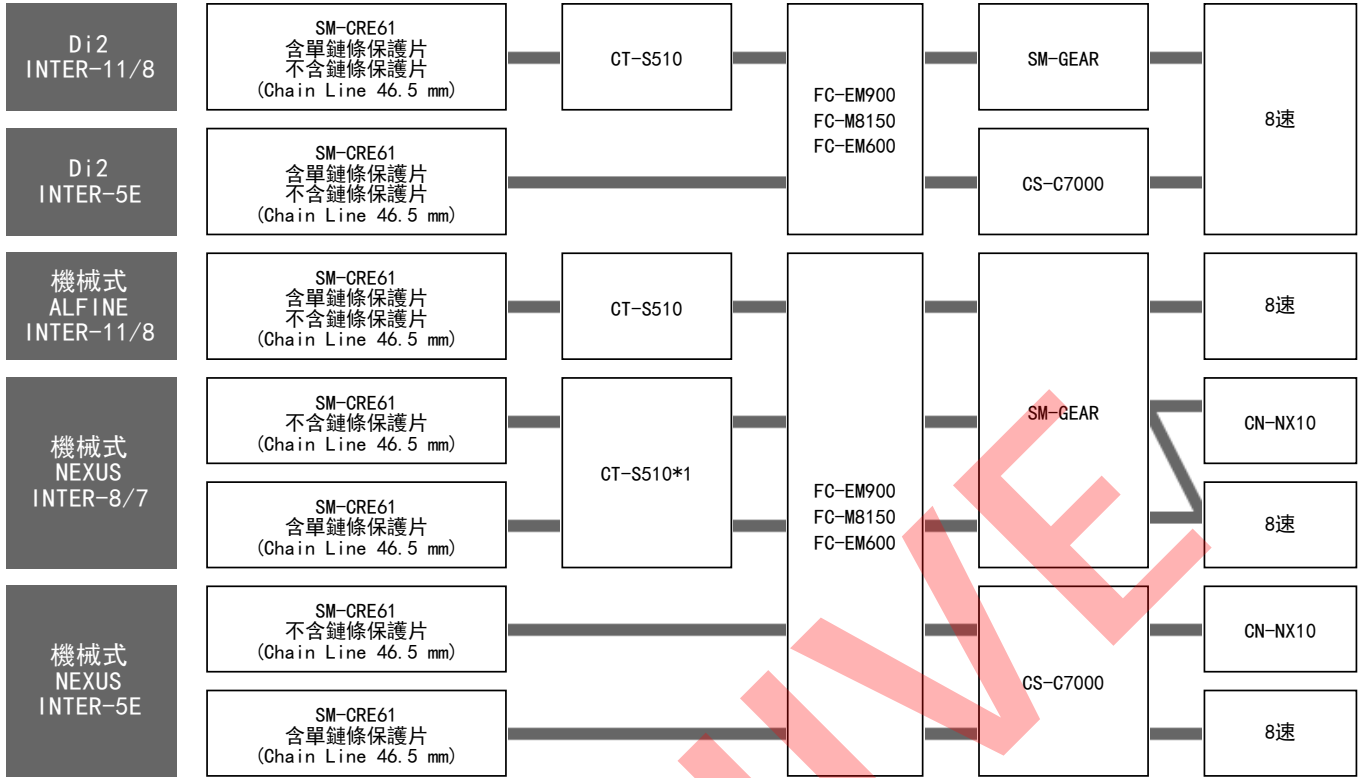 Di2
INTER-11/8
SM-CRE61
含單鏈條保護片
不含鏈條保護片
(Chain Line 46.5 mm)
CT-S510
FC-EM900
FC-M8150
FC-EM600
SM-GEAR
8速
Di2
INTER-5E
SM-CRE61
含單鏈條保護片
不含鏈條保護片
(Chain Line 46.5 mm)
CS-C7000
機械式
ALFINE
INTER-11/8
SM-CRE61
含單鏈條保護片
不含鏈條保護片
(Chain Line 46.5 mm)
CT-S510
8速
機械式
NEXUS
INTER-8/7
SM-CRE61
不含鏈條保護片
(Chain Line 46.5 mm)
CT-S510*1
FC-EM900
FC-M8150
FC-EM600
SM-GEAR
CN-NX10
SM-CRE61
含單鏈條保護片
(Chain Line 46.5 mm)
8速
機械式
NEXUS
INTER-5E
SM-CRE61
不含鏈條保護片
(Chain Line 46.5 mm)
CS-C7000
CN-NX10
SM-CRE61
含單鏈條保護片
(Chain Line 46.5 mm)
8速
IVE